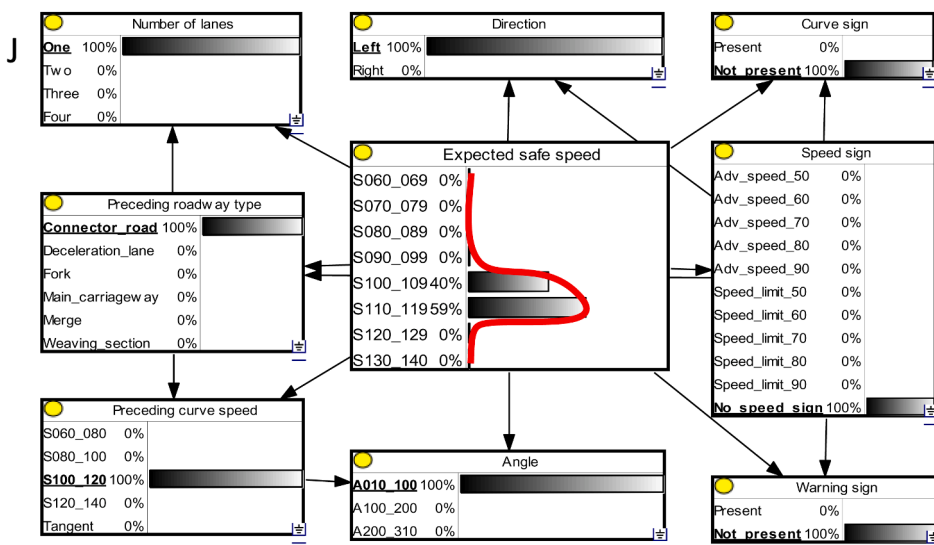 J
Number of lanes
One 100%
Two 0%
Three 0%
Four 0%
Direction
Left 100%
Right 0%
Curve sign
Present 0%
Not_present 100%
Preceding roadway type
Connector_road 100%
Deceleration_lane 0%
Fork 0%
Main_carriageway 0%
Merge 0%
Weaving_section 0%
Expected safe speed
S060_069 0%
S070_079 0%
S080_089 0%
S090_099 0%
S100_109 40%
S110_119 59%
S120_129 0%
S130_140 0%
Speed sign
Adv_speed_50 0%
Adv_speed_60 0%
Adv_speed_70 0%
Adv_speed_80 0%
Adv_speed_90 0%
Speed_limit_50 0%
Speed_limit_60 0%
Speed_limit_70 0%
Speed_limit_80 0%
Speed_limit_90 0%
No_speed_sign 100%
Preceding curve speed
S060_080 0%
S080_100 0%
S100_120 100%
S120_140 0%
Tangent 0%
Angle
A010_100 100%
A100_200 0%
A200_310 0%
Warning sign
Present 0%
Not_present 100%